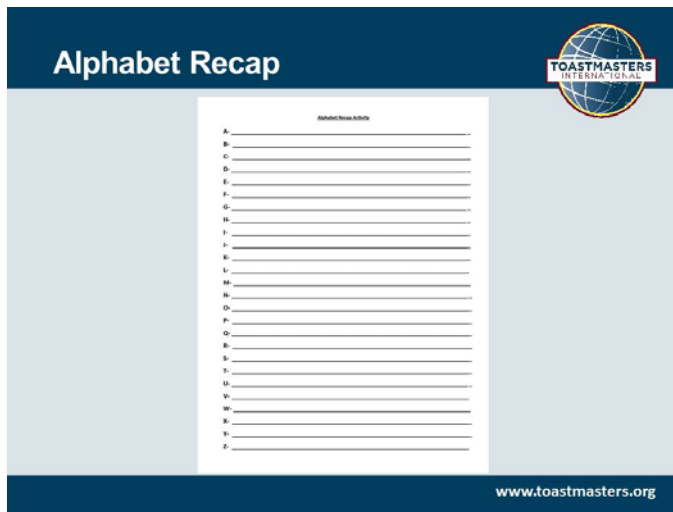 Alphabet Recap
TOASTMASTERS
INTERNATIONAL
Alphabet Recap Activity
A-
B-
C-
D-
E-
F-
G-
H-
I-
J-
K-
L-
M-
N-
O-
P-
Q-
R-
S-
T-
U-
V-
W-
X-
Y-
Z-
www.toastmasters.org